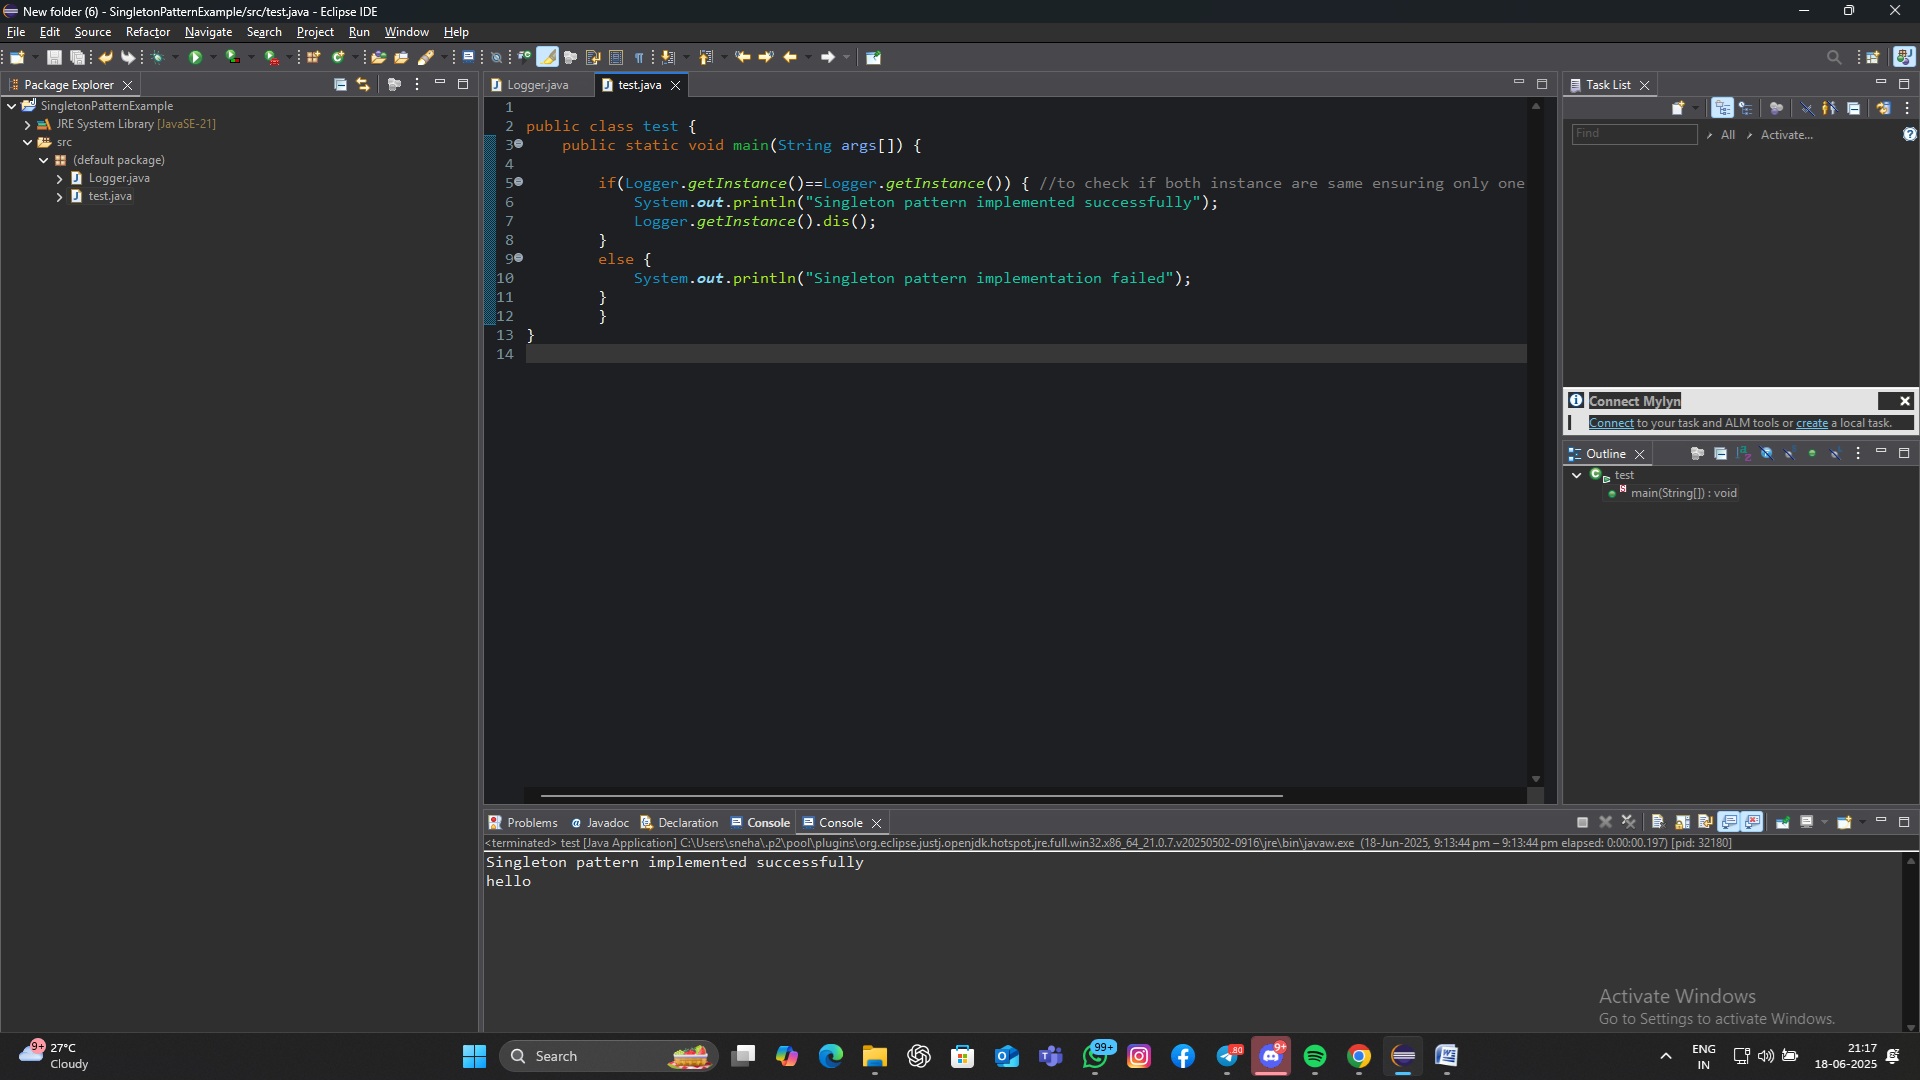 New folder (6) - SingletonPatternExample/src/test.java - Eclipse IDE
File Edit Source Refactor Navigate Search Project Run Window Help
Package Explorer
SingletonPatternExample
JRE System Library [JavaSE-21]
src
(default package)
Logger.java
test.java
Logger.java test.java
1
2 public class test {
3 public static void main(String args[]) {
4
5 if(Logger.getInstance()==Logger.getInstance()) { //to check if both instance are same ensuring only one
6 System.out.println("Singleton pattern implemented successfully");
7 Logger.getInstance().dis();
8 }
9 else {
10 System.out.println("Singleton pattern implementation failed");
11 }
12 }
13 }
14
Task List
Find All Activate...
Connect Mylyn
Connect to your task and ALM tools or create a local task.
Outline
test
main(String[]) : void
Problems Javadoc Declaration Console Console
<terminated> test [Java Application] C:\Users\sneha\.p2\pool\plugins\org.eclipse.justj.openjdk.hotspot.jre.full.win32.x86_64_21.0.7.v20250502-0916\jre\bin\javaw.exe (18-Jun-2025, 9:13:44 pm – 9:13:44 pm elapsed: 0:00:00.197) [pid: 32180]
Singleton pattern implemented successfully
hello
Activate Windows
Go to Settings to activate Windows.
9+
27°C
Cloudy
Search
99+
80
9+
ENG
IN
21:17
18-06-2025